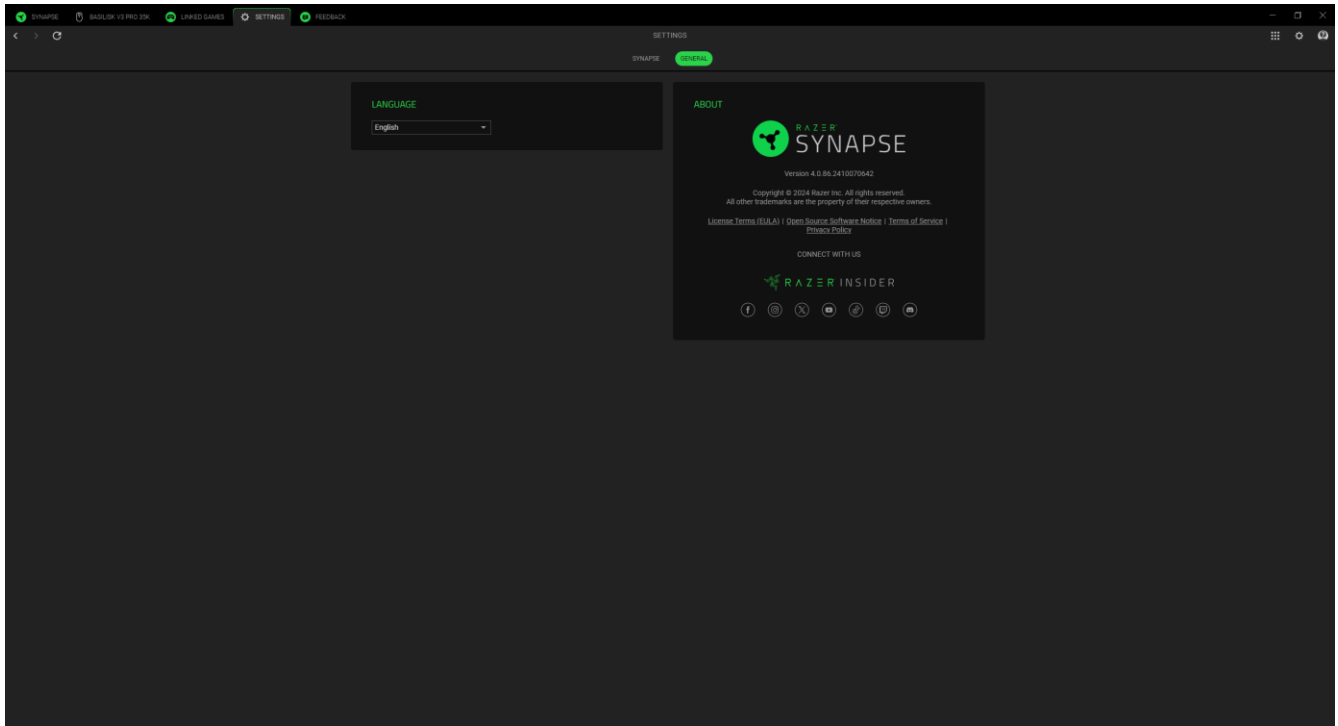 SYNAPSE
BASILISK V3 PRO 35K
LINKED GAMES
SETTINGS
FEEDBACK
SETTINGS
SYNAPSE
GENERAL
LANGUAGE
English
ABOUT
RAZER
SYNAPSE
Version 4.0.86.2410070642
Copyright © 2024 Razer Inc. All rights reserved.
All other trademarks are the property of their respective owners.
License Terms (EULA) | Open Source Software Notice | Terms of Service |
Privacy Policy
CONNECT WITH US
RAZER INSIDER